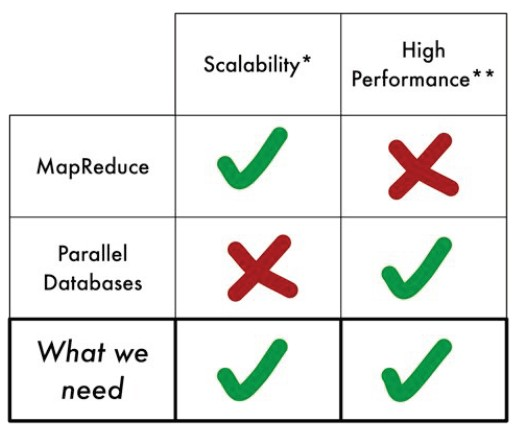 Scalability*
High
Performance**
MapReduce
Parallel
Databases
What we
need